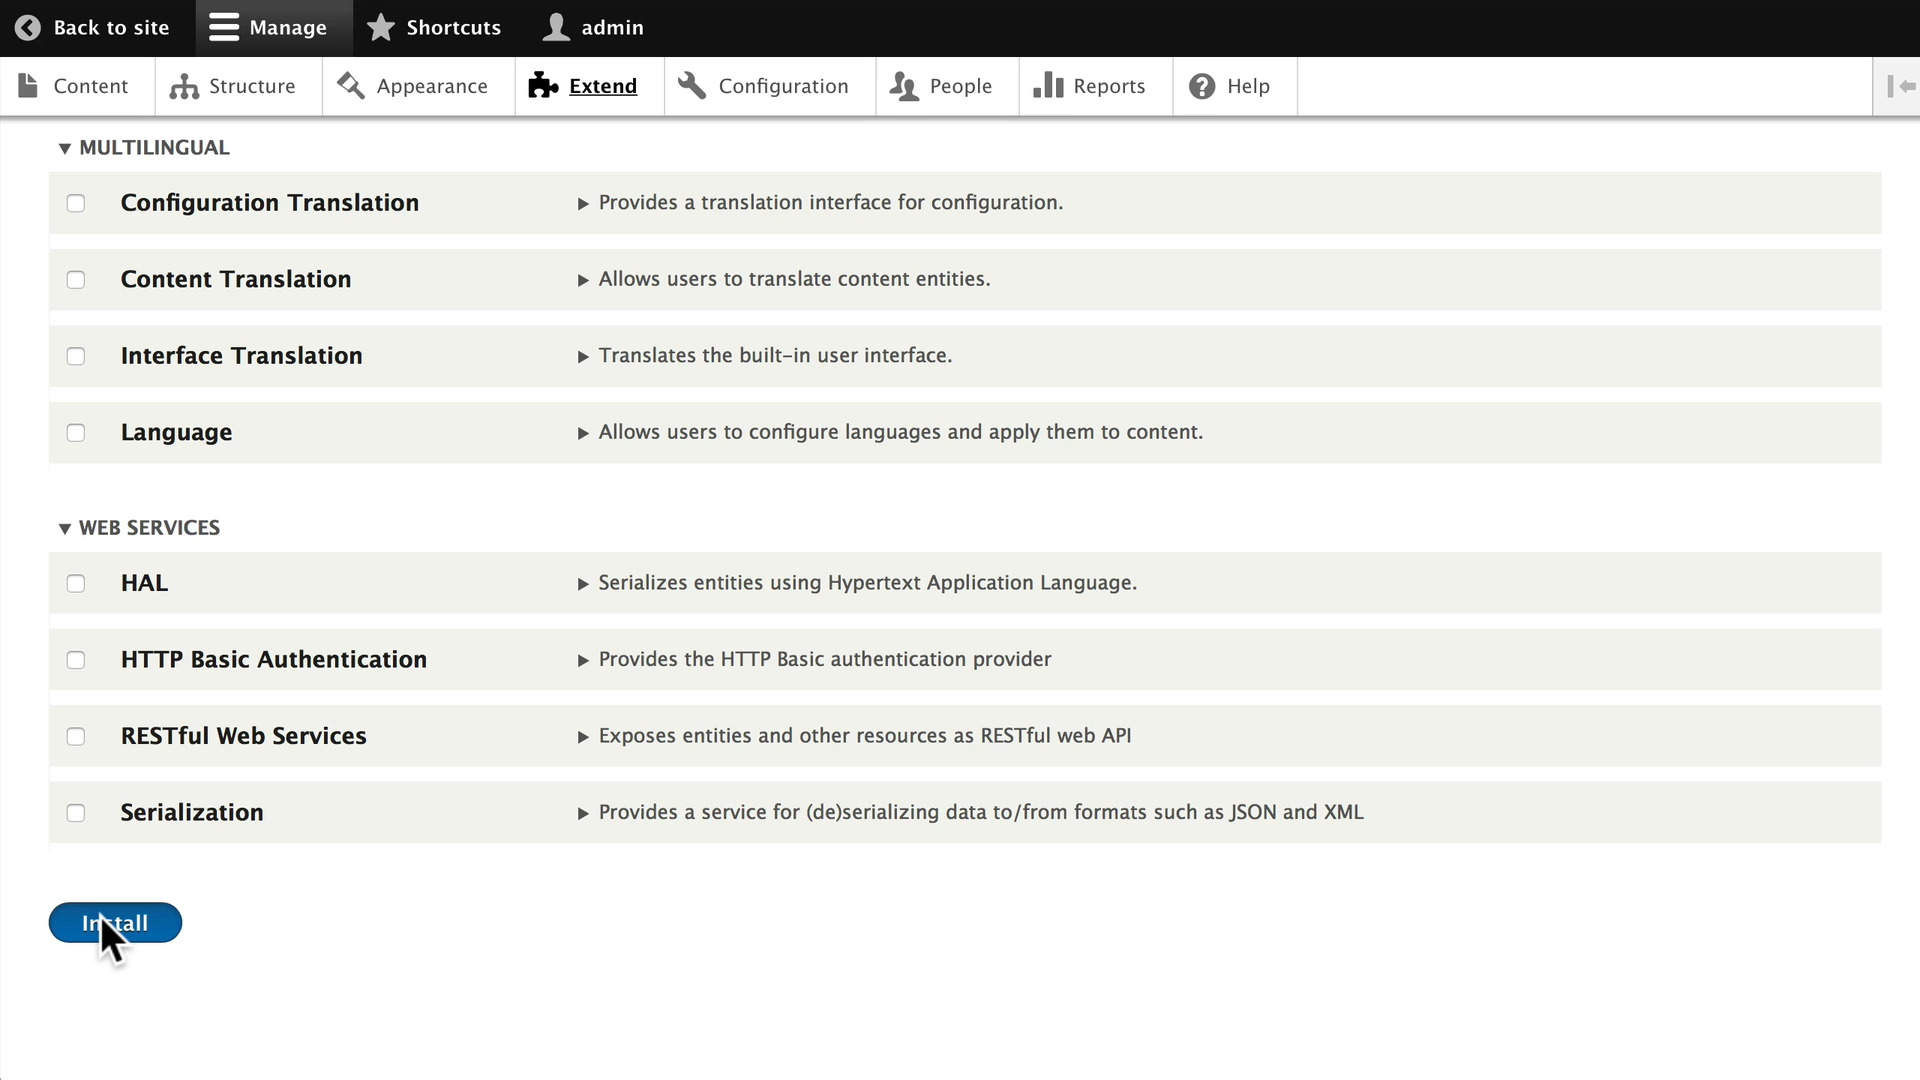 Back to site Manage Shortcuts admin
Content Structure Appearance Extend Configuration People Reports Help
MULTILINGUAL
Configuration Translation Provides a translation interface for configuration.
Content Translation Allows users to translate content entities.
Interface Translation Translates the built-in user interface.
Language Allows users to configure languages and apply them to content.
WEB SERVICES
HAL Serializes entities using Hypertext Application Language.
HTTP Basic Authentication Provides the HTTP Basic authentication provider
RESTful Web Services Exposes entities and other resources as RESTful web API
Serialization Provides a service for (de)serializing data to/from formats such as JSON and XML
Install